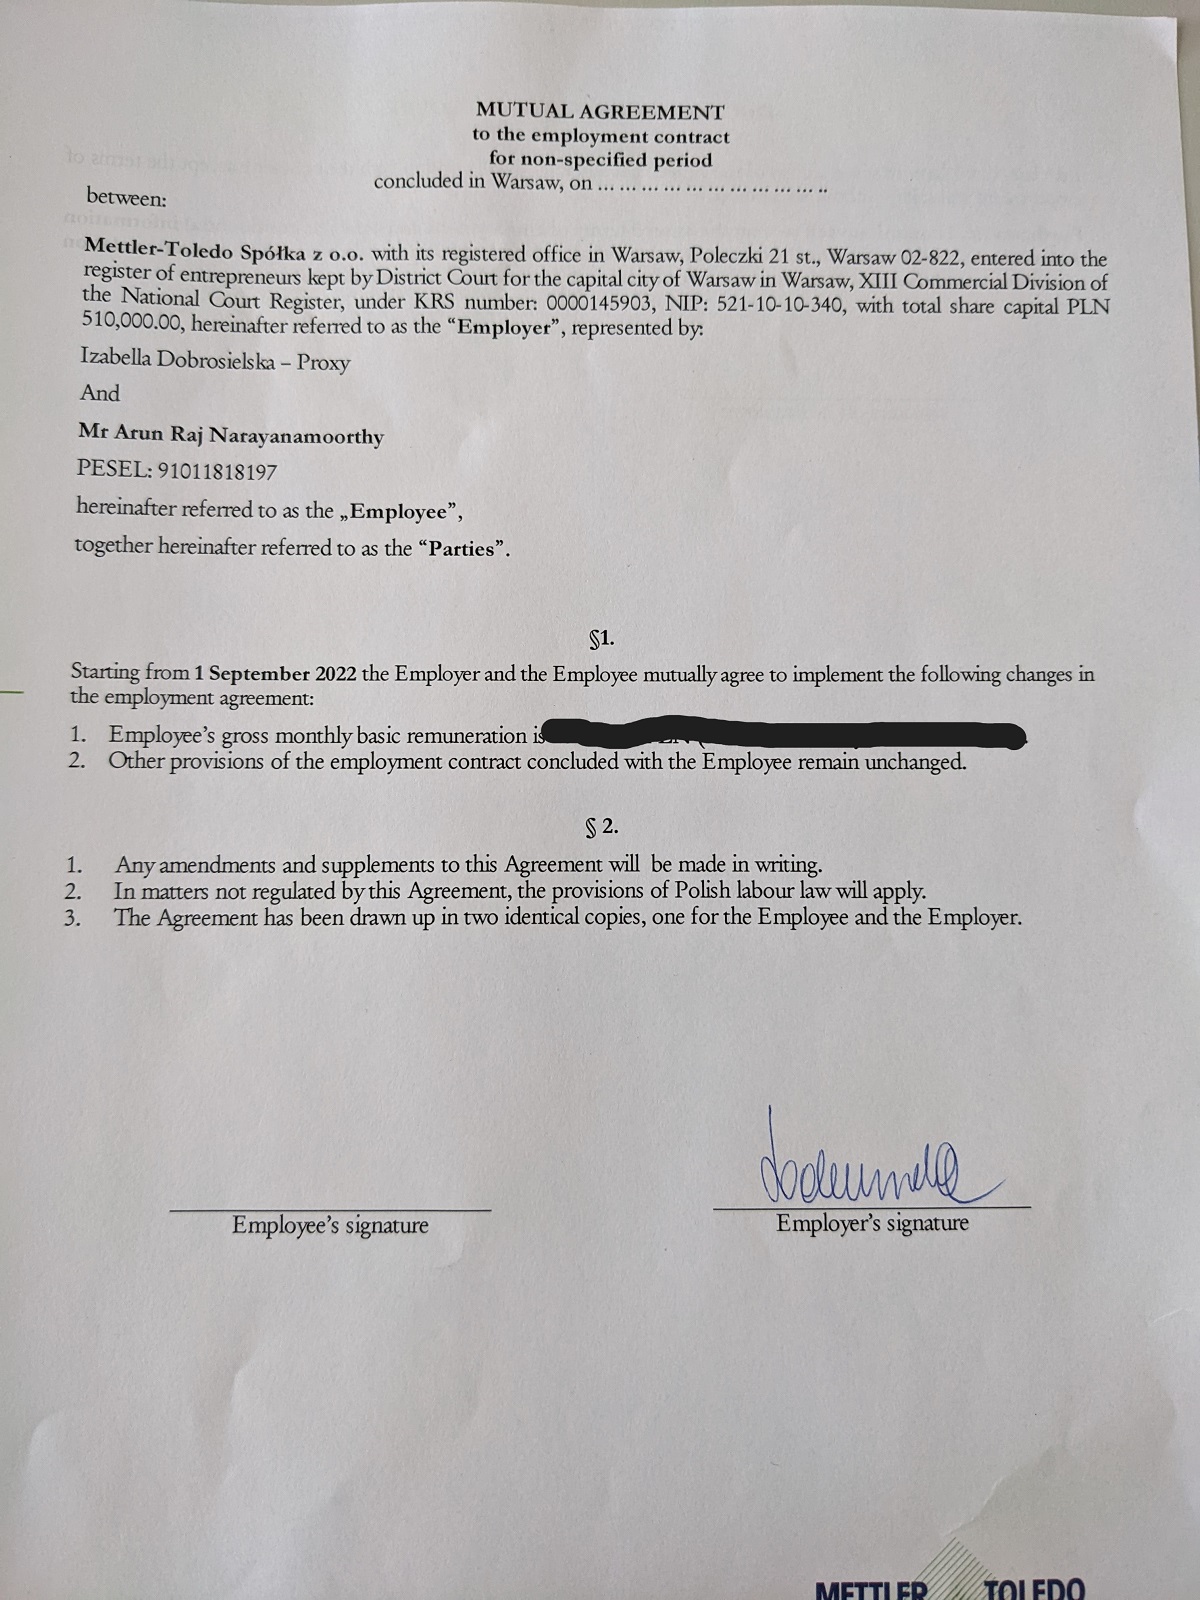 MUTUAL AGREEMENT
to the employment contract
for non-specified period
concluded in Warsaw, on ... ... ... ... ... ... ... ... ... ... ..
between:
Mettler-Toledo Spółka z o.o. with its registered office in Warsaw, Poleczki 21 st., Warsaw 02-822, entered into the
register of entrepreneurs kept by District Court for the capital city of Warsaw in Warsaw, XIII Commercial Division of
the National Court Register, under KRS number: 0000145903, NIP: 521-10-10-340, with total share capital PLN
510,000.00, hereinafter referred to as the “Employer”, represented by:
Izabella Dobrosielska – Proxy
And
Mr Arun Raj Narayanamoorthy
PESEL: 91011818197
hereinafter referred to as the „Employee”,
together hereinafter referred to as the “Parties”.
§1.
Starting from 1 September 2022 the Employer and the Employee mutually agree to implement the following changes in
the employment agreement:
1. Employee’s gross monthly basic remuneration is
2. Other provisions of the employment contract concluded with the Employee remain unchanged.
§ 2.
1. Any amendments and supplements to this Agreement will be made in writing.
2. In matters not regulated by this Agreement, the provisions of Polish labour law will apply.
3. The Agreement has been drawn up in two identical copies, one for the Employee and the Employer.
Employee’s signature
Employer’s signature
METTLER TOLEDO